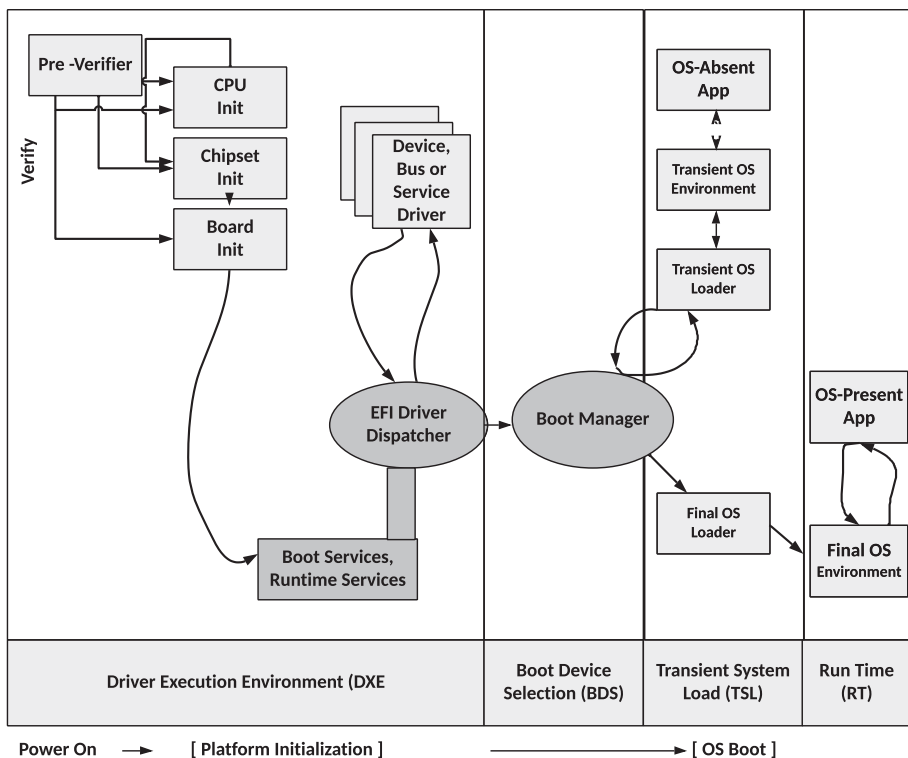 Pre -Verifier
CPU
Init
Verify
Chipset
Init
Board
Init
Device,
Bus or
Service
Driver
EFI Driver
Dispatcher
Boot Services,
Runtime Services
Boot Manager
OS-Absent
App
Transient OS
Environment
Transient OS
Loader
Final OS
Loader
OS-Present
App
Final OS
Environment
Driver Execution Environment (DXE
Boot Device
Selection (BDS)
Transient System
Load (TSL)
Run Time
(RT)
Power On
[ Platform Initialization ]
[ OS Boot ]